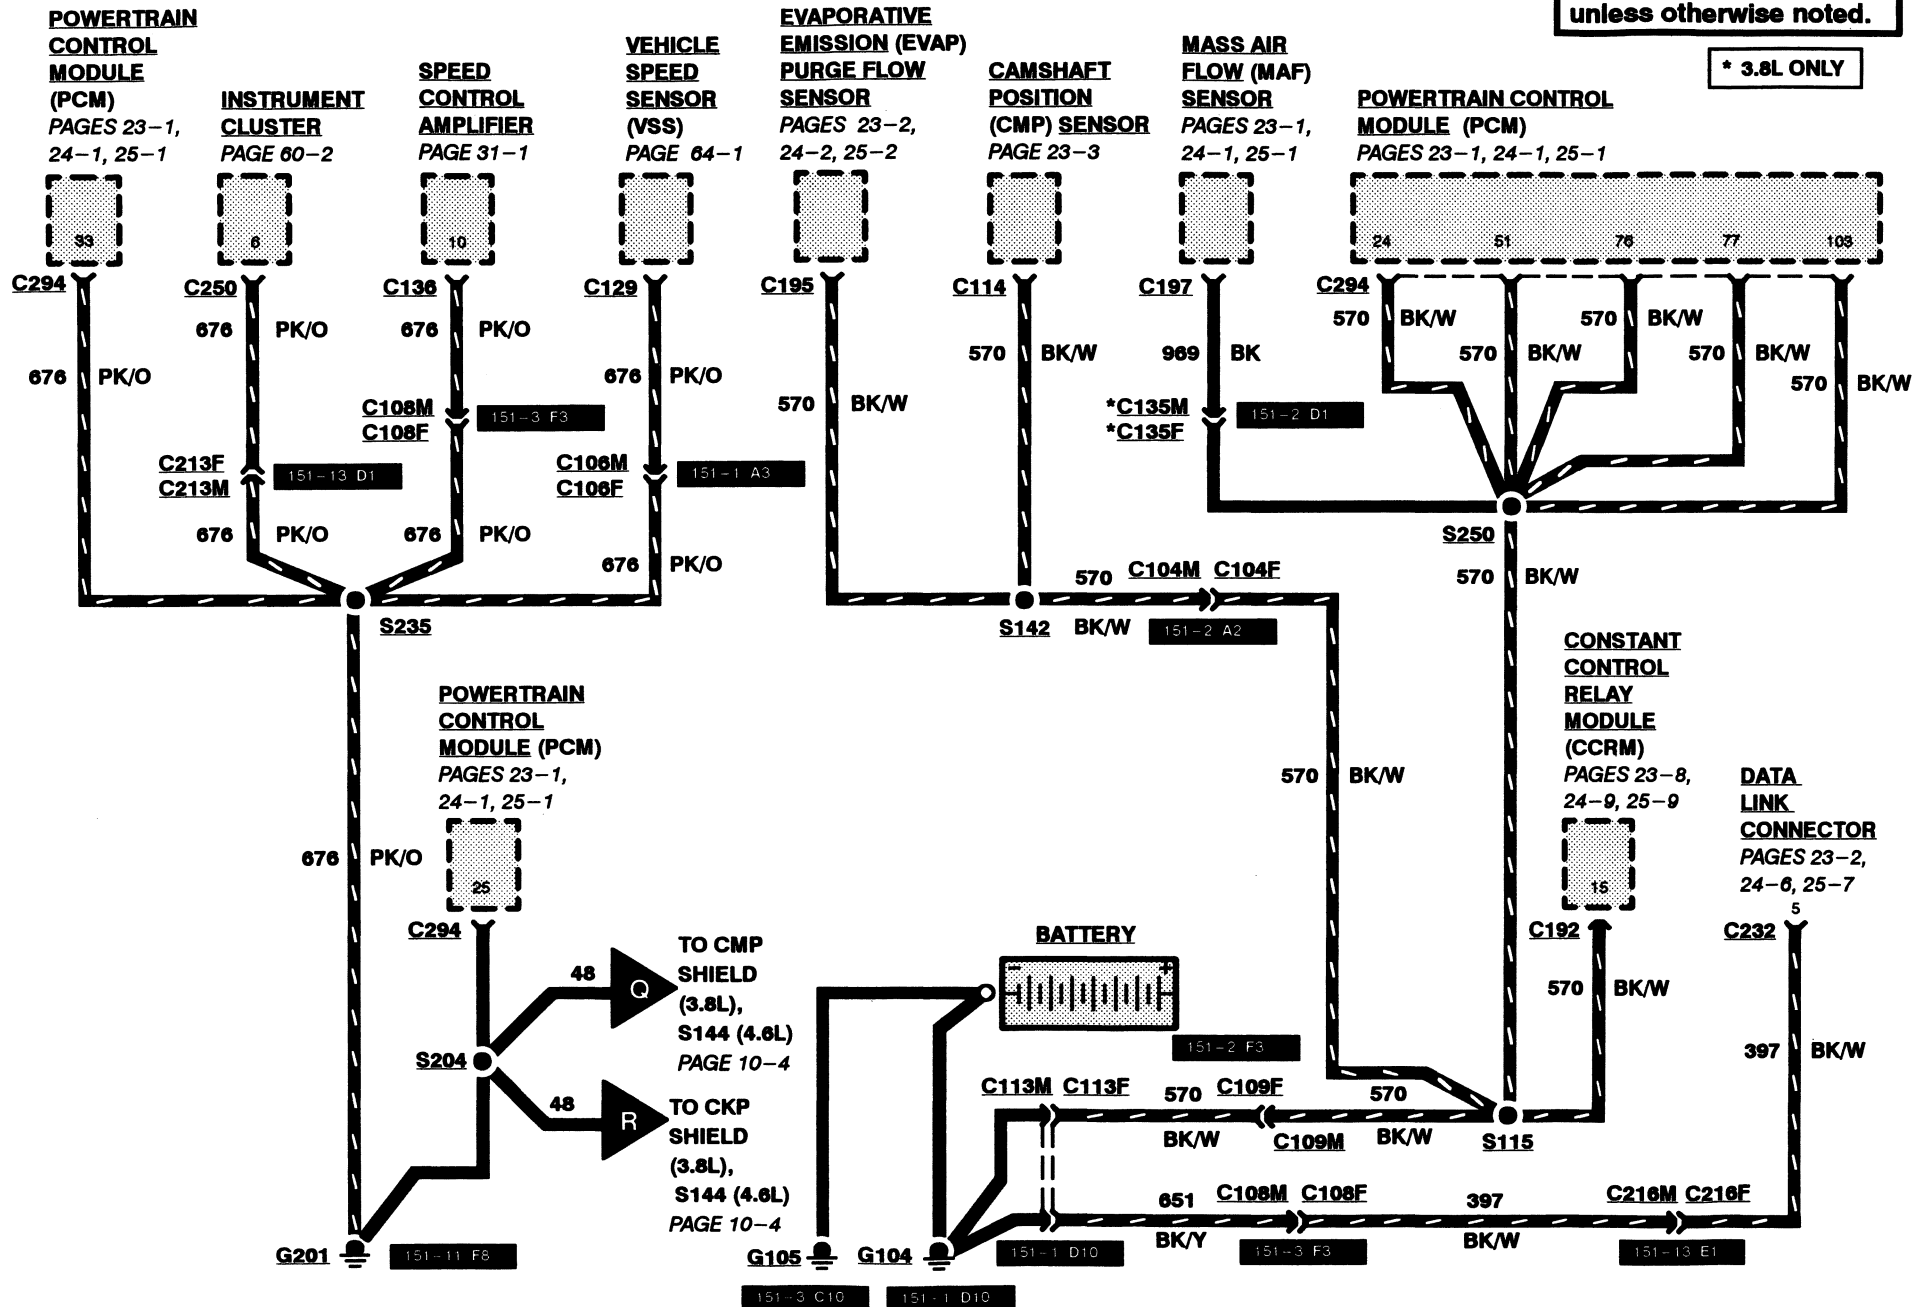 unless otherwise noted.
* 3.8L ONLY
POWERTRAIN
CONTROL
MODULE
(PCM)
PAGES 23-1,
24-1, 25-1
INSTRUMENT
CLUSTER
PAGE 60-2
SPEED
CONTROL
AMPLIFIER
PAGE 31-1
VEHICLE
SPEED
SENSOR
(VSS)
PAGE 64-1
EVAPORATIVE
EMISSION (EVAP)
PURGE FLOW
SENSOR
PAGES 23-2,
24-2, 25-2
CAMSHAFT
POSITION
(CMP) SENSOR
PAGE 23-3
MASS AIR
FLOW (MAF)
SENSOR
PAGES 23-1,
24-1, 25-1
POWERTRAIN CONTROL
MODULE (PCM)
PAGES 23-1, 24-1, 25-1
33
6
10
24
51
76
77
103
C294
C250
C136
C129
C195
C114
C197
C294
676 PK/O
676 PK/O
676 PK/O
676 PK/O
570 BK/W
570 BK/W
969 BK
570 BK/W
570 BK/W
570 BK/W
570 BK/W
570 BK/W
C108M
C108F
151-3 F3
*C135M
*C135F
151-2 D1
C213F
C213M
151-13 D1
C106M
C106F
151-1 A3
676 PK/O
676 PK/O
676 PK/O
S250
570 BK/W
S235
S142
570
BK/W
C104M C104F
151-2 A2
CONSTANT
CONTROL
RELAY
MODULE
(CCRM)
PAGES 23-8,
24-9, 25-9
15
DATA
LINK
CONNECTOR
PAGES 23-2,
24-6, 25-7
5
POWERTRAIN
CONTROL
MODULE (PCM)
PAGES 23-1,
24-1, 25-1
25
570 BK/W
676 PK/O
C294
C192
C232
570 BK/W
397 BK/W
BATTERY
- +
151-2 F3
48
Q
TO CMP
SHIELD
(3.8L),
S144 (4.6L)
PAGE 10-4
S204
48
R
TO CKP
SHIELD
(3.8L),
S144 (4.6L)
PAGE 10-4
C113M C113F
570
BK/W
C109F
C109M
570
BK/W
S115
651
BK/Y
C108M C108F
397
BK/W
C216M C216F
G201
151-11 F8
G105
G104
151-1 D10
151-3 F3
151-13 E1
151-3 C10
151-1 D10